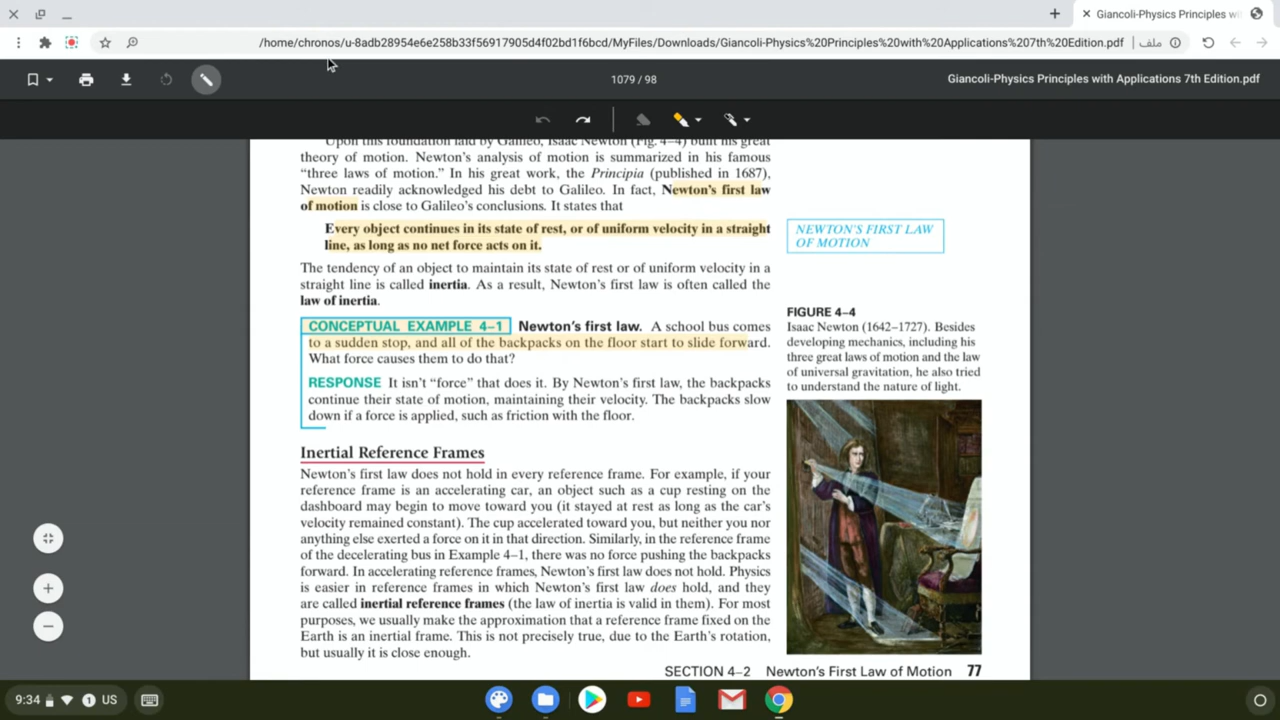 Giancoli-Physics Principles wi
/home/chronos/u-8adb28954e6e258b33f56917905d4f02bd1f6bcd/MyFiles/Downloads/Giancoli-Physics%20Principles%20with%20Applications%207th%20Edition.pdf
ملف
1079 / 98
Giancoli-Physics Principles with Applications 7th Edition.pdf
Upon this foundation laid by Galileo, Isaac Newton (Fig. 4–4) built his great
theory of motion. Newton's analysis of motion is summarized in his famous
“three laws of motion.” In his great work, the Principia (published in 1687),
Newton readily acknowledged his debt to Galileo. In fact, Newton's first law
of motion is close to Galileo's conclusions. It states that
Every object continues in its state of rest, or of uniform velocity in a straight
line, as long as no net force acts on it.
NEWTON'S FIRST LAW
OF MOTION
The tendency of an object to maintain its state of rest or of uniform velocity in a
straight line is called inertia. As a result, Newton's first law is often called the
law of inertia.
CONCEPTUAL EXAMPLE 4–1 Newton's first law. A school bus comes
to a sudden stop, and all of the backpacks on the floor start to slide forward.
What force causes them to do that?
RESPONSE It isn't “force” that does it. By Newton's first law, the backpacks
continue their state of motion, maintaining their velocity. The backpacks slow
down if a force is applied, such as friction with the floor.
FIGURE 4–4
Isaac Newton (1642–1727). Besides
developing mechanics, including his
three great laws of motion and the law
of universal gravitation, he also tried
to understand the nature of light.
Inertial Reference Frames
Newton's first law does not hold in every reference frame. For example, if your
reference frame is an accelerating car, an object such as a cup resting on the
dashboard may begin to move toward you (it stayed at rest as long as the car's
velocity remained constant). The cup accelerated toward you, but neither you nor
anything else exerted a force on it in that direction. Similarly, in the reference frame
of the decelerating bus in Example 4–1, there was no force pushing the backpacks
forward. In accelerating reference frames, Newton's first law does not hold. Physics
is easier in reference frames in which Newton's first law does hold, and they
are called inertial reference frames (the law of inertia is valid in them). For most
purposes, we usually make the approximation that a reference frame fixed on the
Earth is an inertial frame. This is not precisely true, due to the Earth's rotation,
but usually it is close enough.
SECTION 4–2 Newton's First Law of Motion 77
9:34
1
US